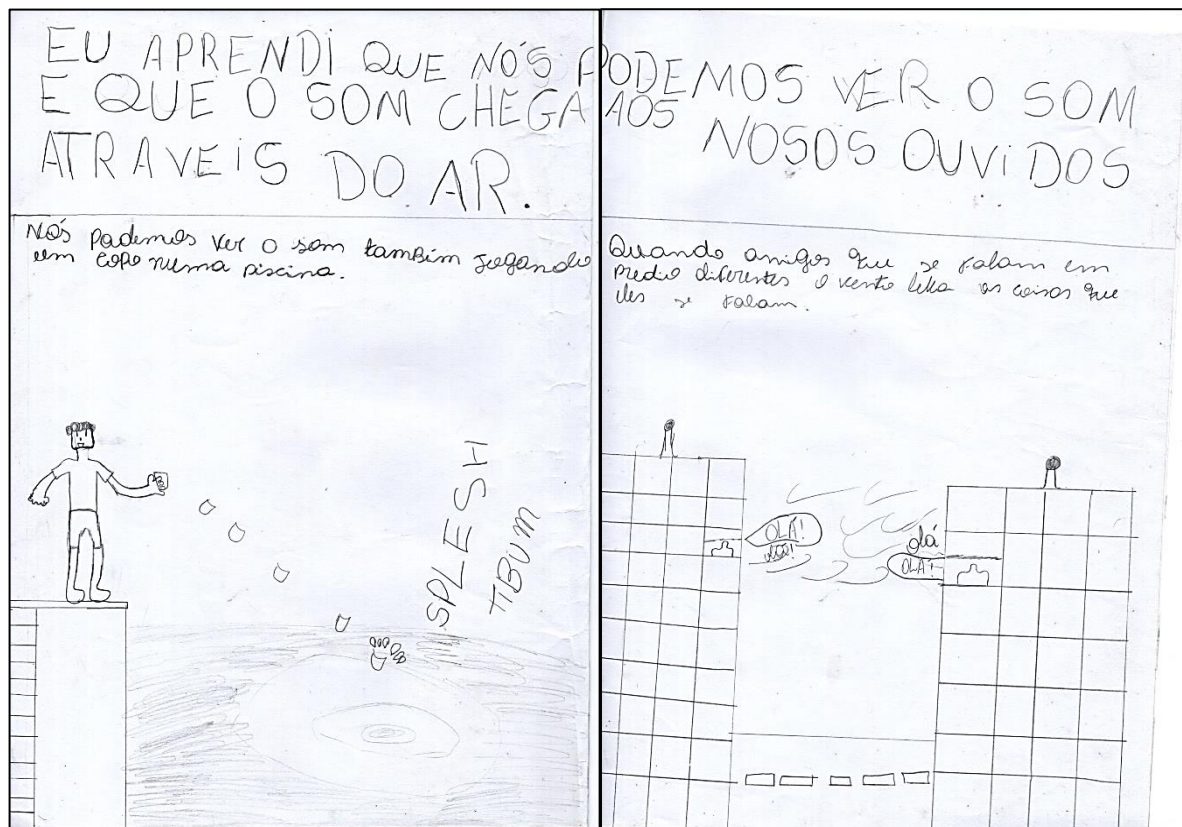 EU APRENDI QUE NÓS PODEMOS VER O SOM
E QUE O SOM CHEGA AOS NOSOS OUVIDOS
ATRAVEIS DO AR.
Nós podemos ver o som também jogando
um copo numa piscina.
SPLESH
TIBUM
Quando amigos que se falam em
predio diferentes o vento leva as coisas que
eles se falam.
OLÁ!
olá
OLÁ!